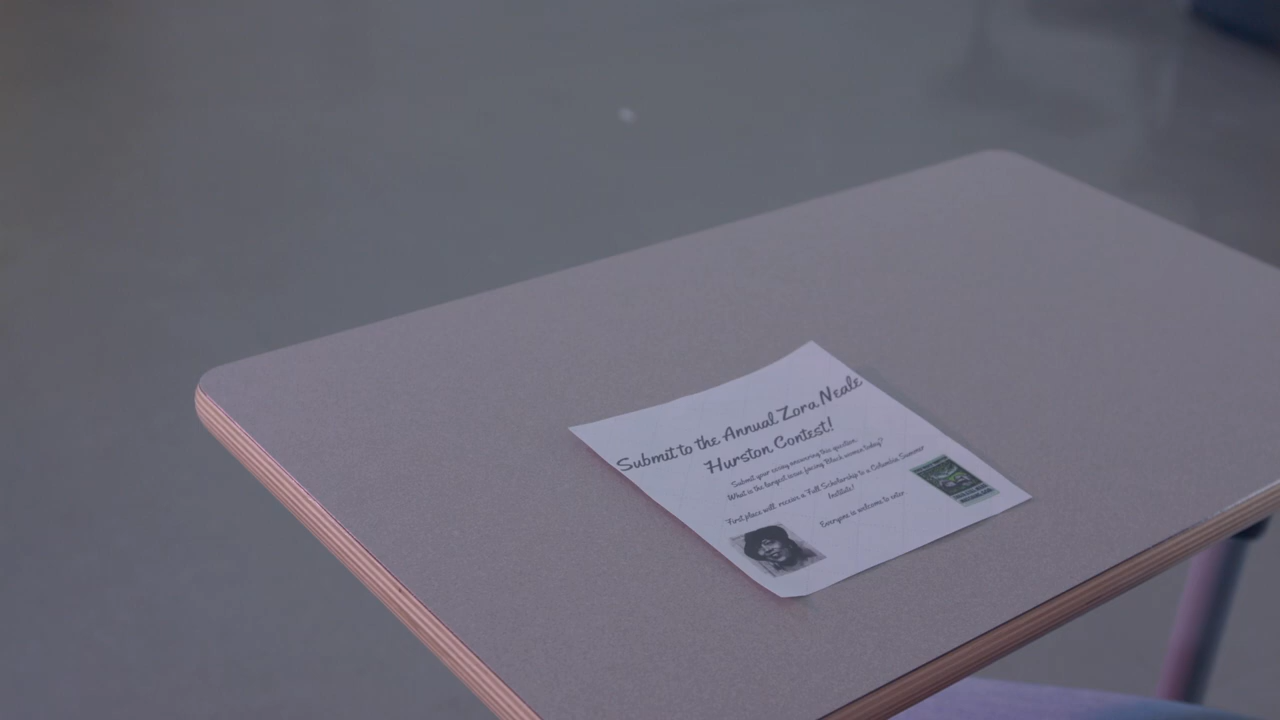 Submit to the Annual Zora Neale
Hurston Contest!
Submit your essay answering this question:
What is the largest issue facing Black women today?
First place will receive a Full Scholarship to a Columbia Summer
Institute!
Everyone is welcome to enter.